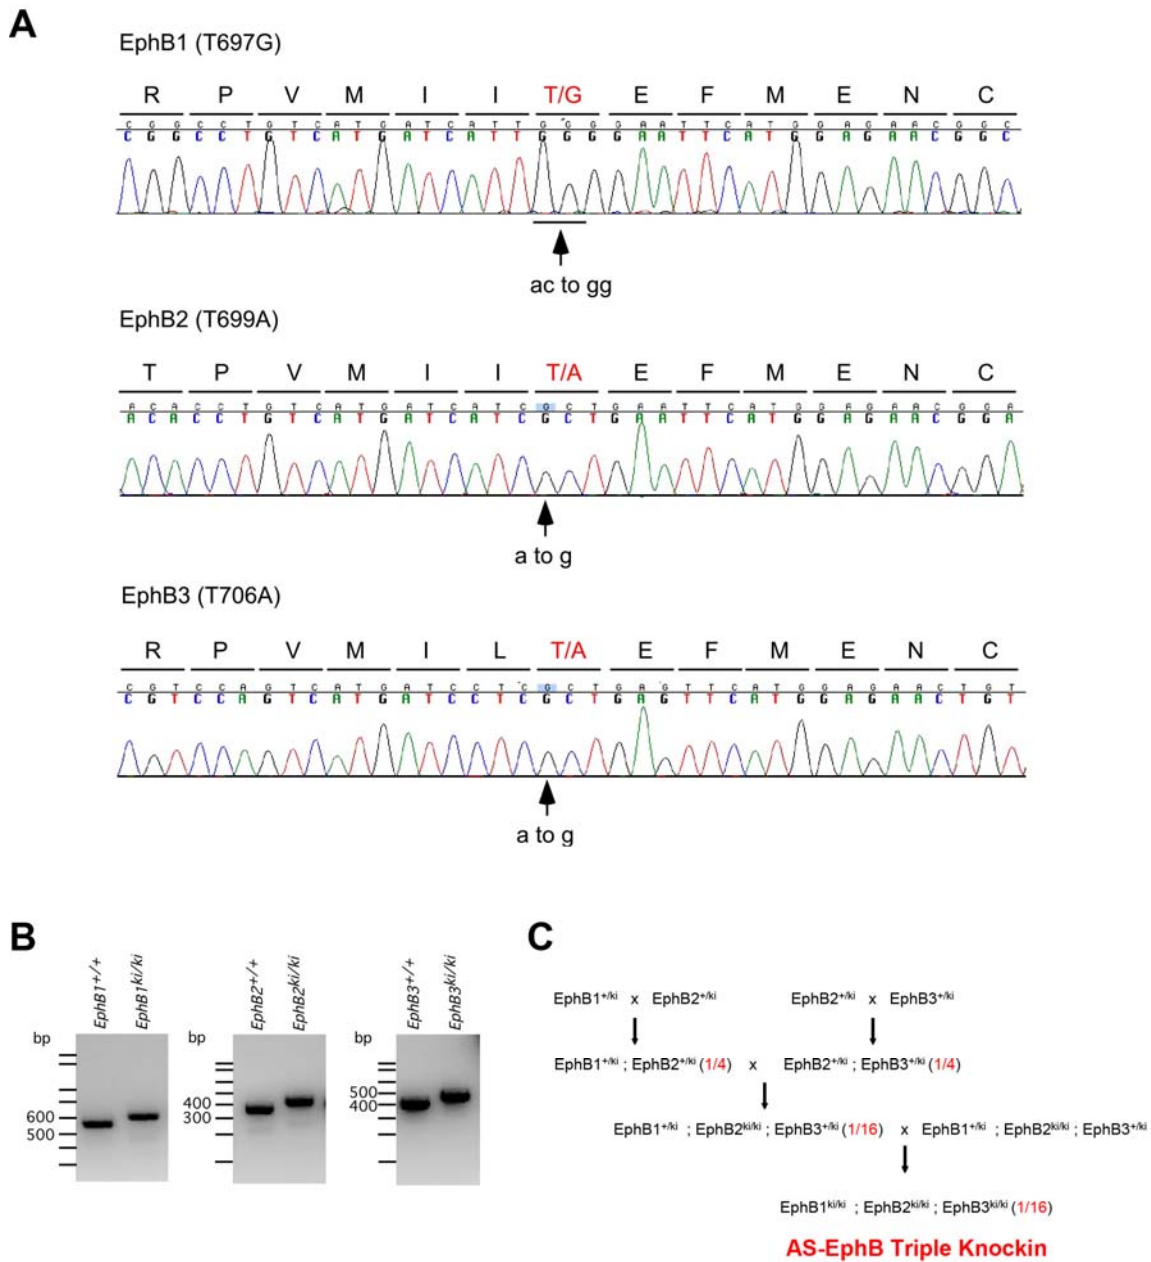 A
EphB1 (T697G)
R P V M I I T/G E F M E N C
C G G C C T G T C A T G A T C A T T G G G G A A T T C A T G G A G A A C G G C
C G G C C T G T C A T G A T C A T T G G G G A A T T C A T G G A G A A C G G C
ac to gg
EphB2 (T699A)
T P V M I I T/A E F M E N C
A C A C C T G T C A T G A T C A T C G C T G A A T T C A T G G A G A A C G G A
A C A C C T G T C A T G A T C A T C G C T G A A T T C A T G G A G A A C G G A
a to g
EphB3 (T706A)
R P V M I L T/A E F M E N C
C G T C C A G T C A T G A T C C T C G C T G A G T T C A T G G A G A A C T G T
C G T C C A G T C A T G A T C C T C G C T G A G T T C A T G G A G A A C T G T
a to g
B
EphB1+/+ EphB1ki/ki EphB2+/+ EphB2ki/ki EphB3+/+ EphB3ki/ki
bp bp bp
600
500
400
300
500
400
C
EphB1+/ki x EphB2+/ki EphB2+/ki x EphB3+/ki
EphB1+/ki ; EphB2+/ki (1/4) x EphB2+/ki ; EphB3+/ki (1/4)
EphB1+/ki ; EphB2ki/ki ; EphB3+/ki (1/16) x EphB1+/ki ; EphB2ki/ki ; EphB3+/ki
EphB1ki/ki ; EphB2ki/ki ; EphB3ki/ki (1/16)
AS-EphB Triple Knockin